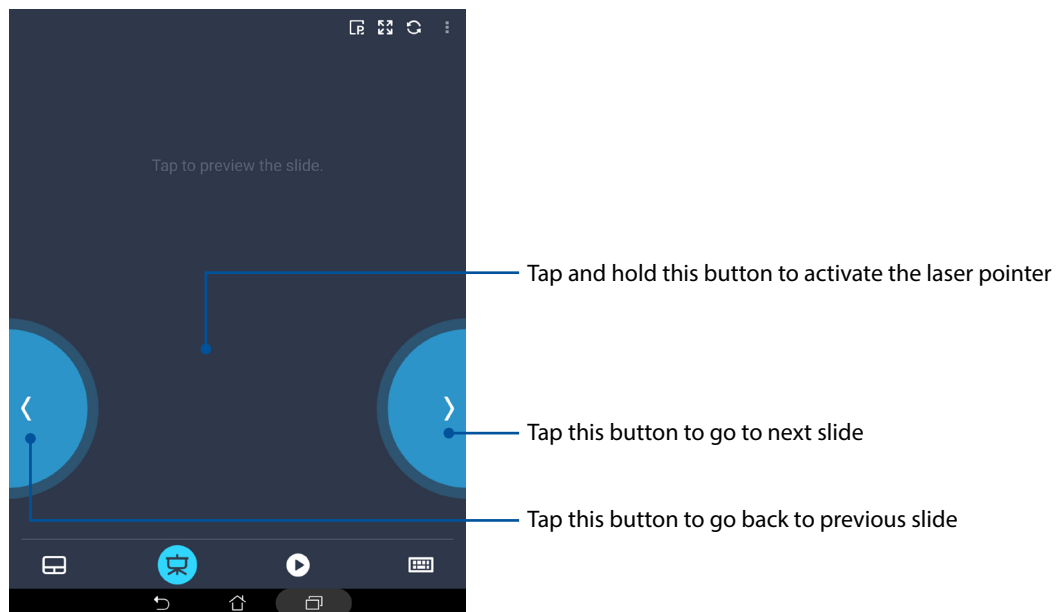 Tap to preview the slide.
Tap and hold this button to activate the laser pointer
Tap this button to go to next slide
Tap this button to go back to previous slide